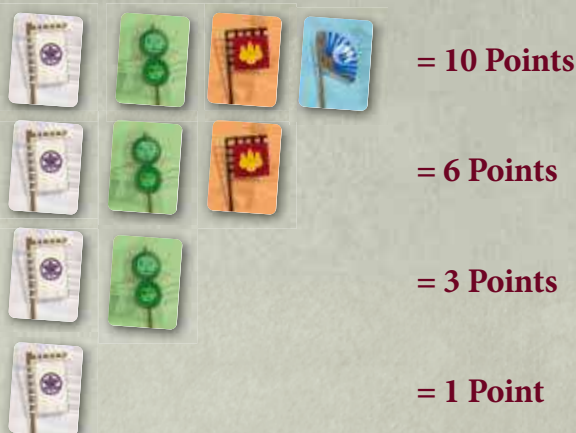 = 10 Points
= 6 Points
= 3 Points
= 1 Point